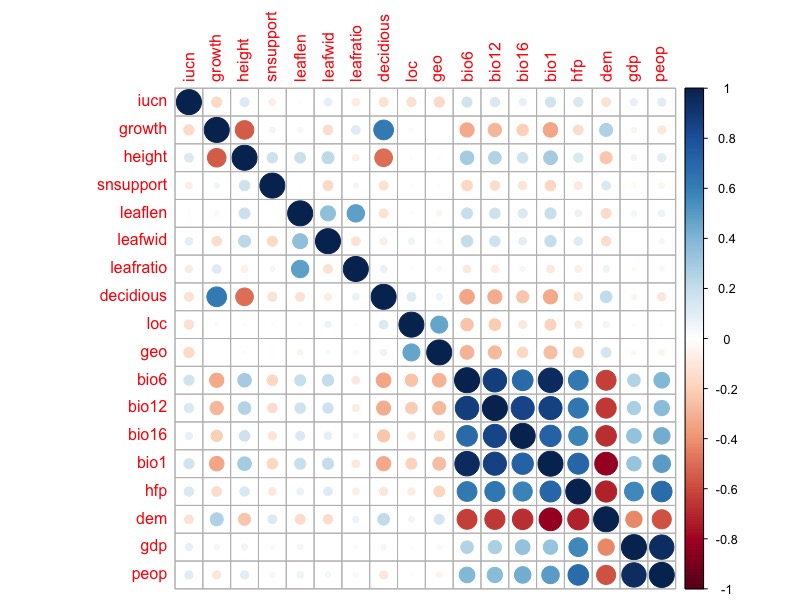 iucn
growth
height
snsupport
leaflen
leafwid
leafratio
decidious
loc
geo
bio6
bio12
bio16
bio1
hfp
dem
gdp
peop
iucn
growth
height
snsupport
leaflen
leafwid
leafratio
decidious
loc
geo
bio6
bio12
bio16
bio1
hfp
dem
gdp
peop
1
0.8
0.6
0.4
0.2
0
-0.2
-0.4
-0.6
-0.8
-1